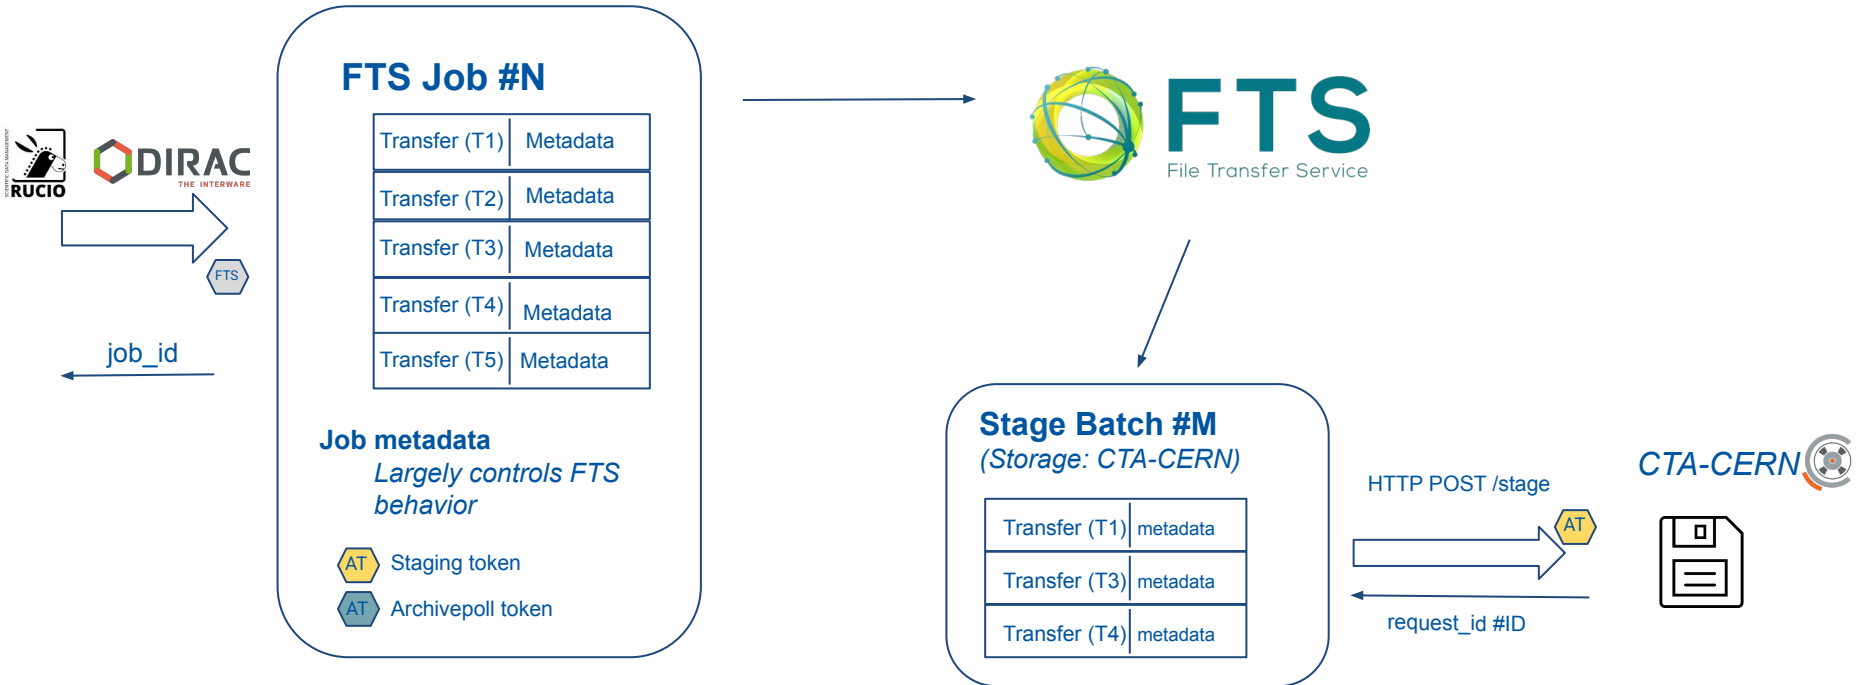 FTS Job #N
Transfer (T1) Metadata
Transfer (T2) Metadata
Transfer (T3) Metadata
Transfer (T4) Metadata
Transfer (T5) Metadata
Job metadata
Largely controls FTS
behavior
AT Staging token
AT Archivepoll token
SCIENTIFIC DATA MANAGEMENT
RUCIO
DIRAC
THE INTERWARE
FTS
job_id
FTS
File Transfer Service
Stage Batch #M
(Storage: CTA-CERN)
Transfer (T1) metadata
Transfer (T3) metadata
Transfer (T4) metadata
HTTP POST /stage
AT
request_id #ID
CTA-CERN